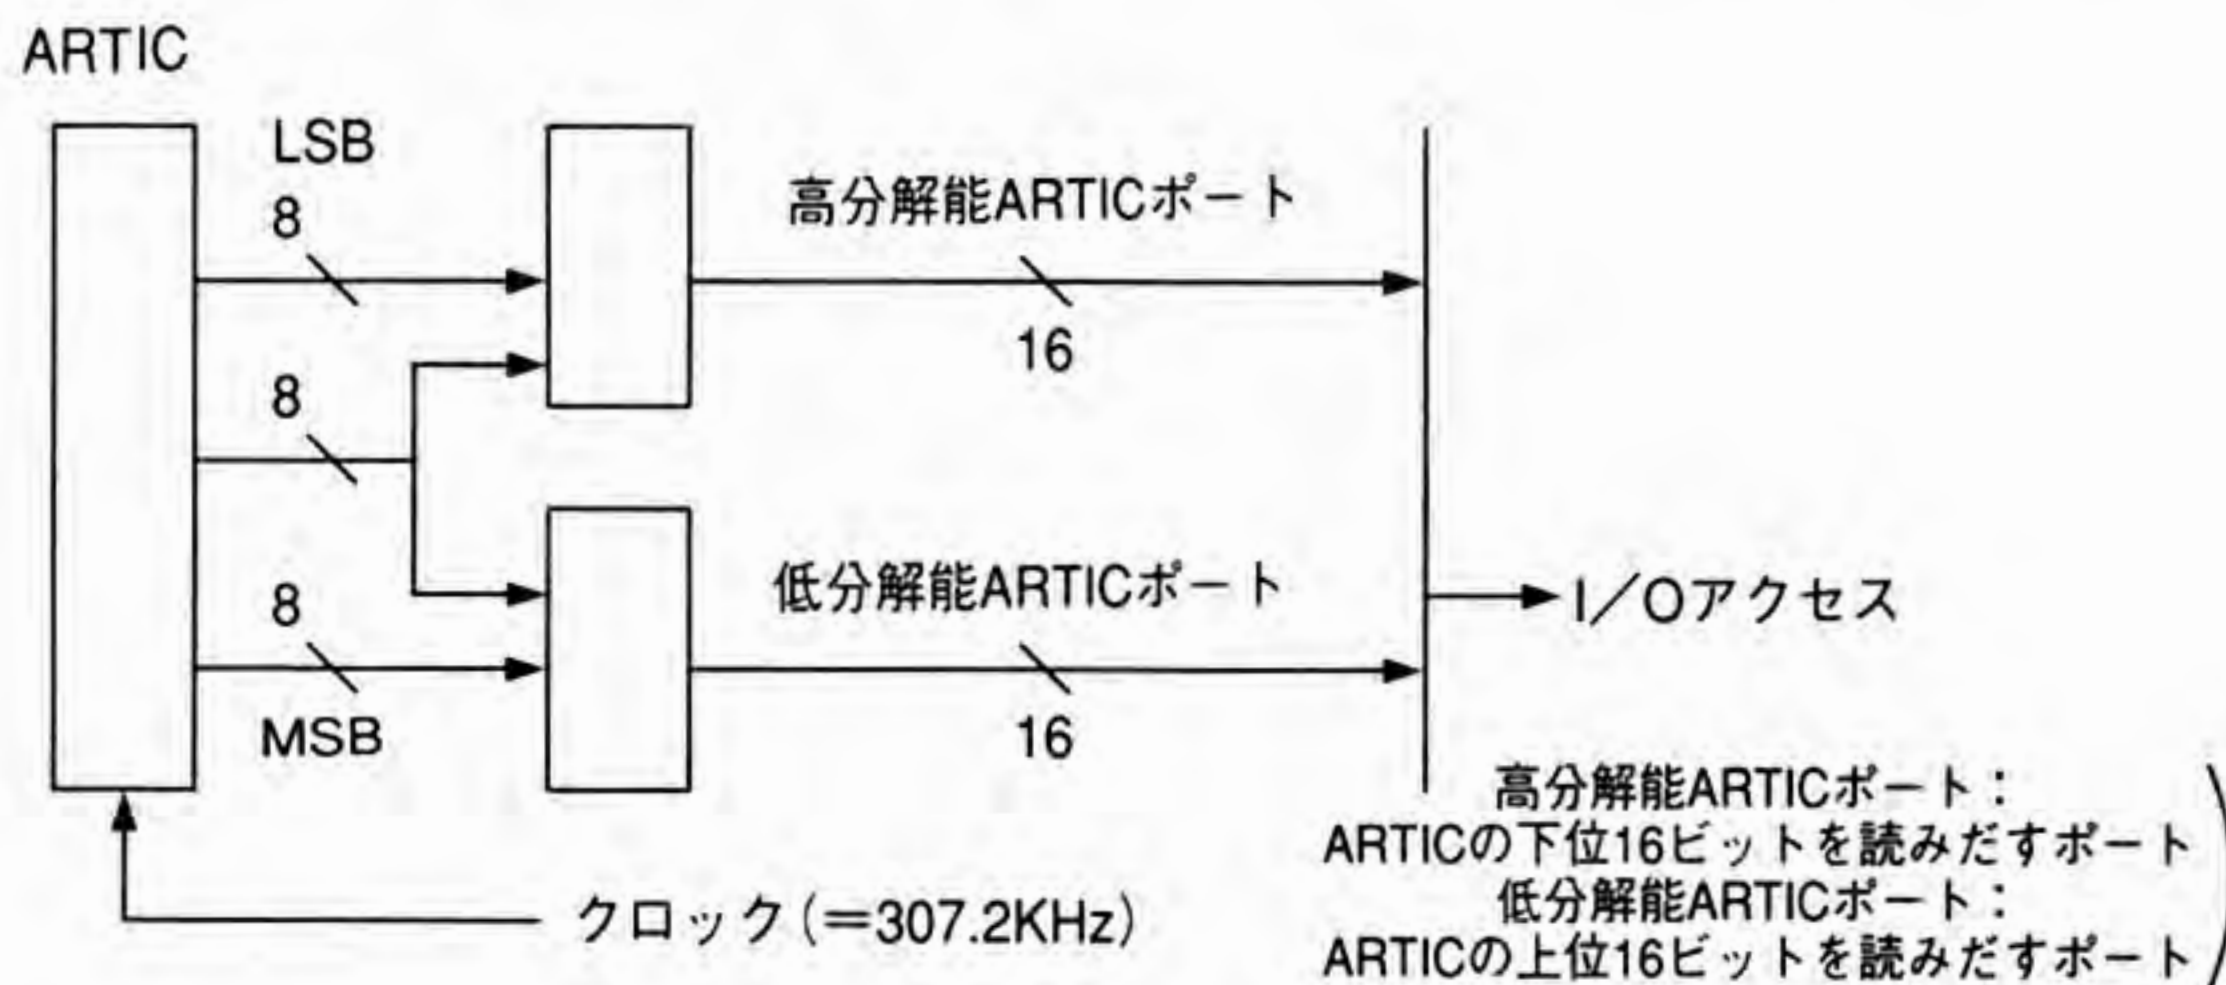 ARTIC
LSB
8
高分解能ARTICポート
16
8
8
低分解能ARTICポート
16
MSB
I/Oアクセス
クロック(=307.2KHz)
高分解能ARTICポート:
ARTICの下位16ビットを読みだすポート
低分解能ARTICポート:
ARTICの上位16ビットを読みだすポート